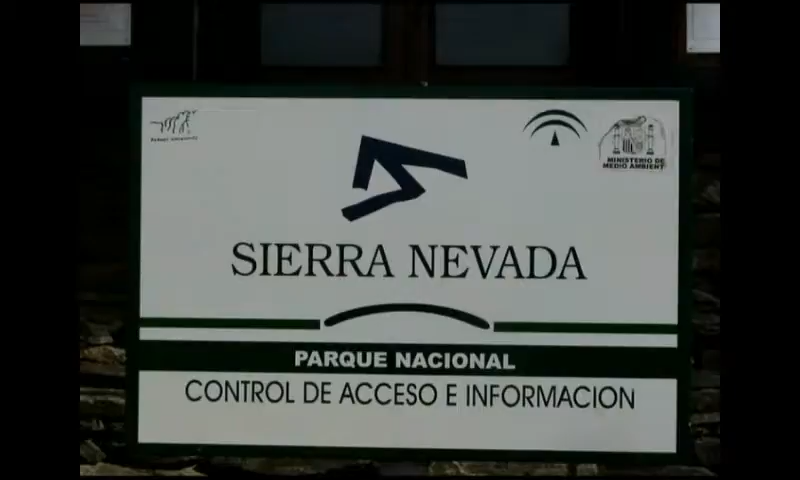 MINISTERIO DE
MEDIO AMBIENT
SIERRA NEVADA
PARQUE NACIONAL
CONTROL DE ACCESO E INFORMACION